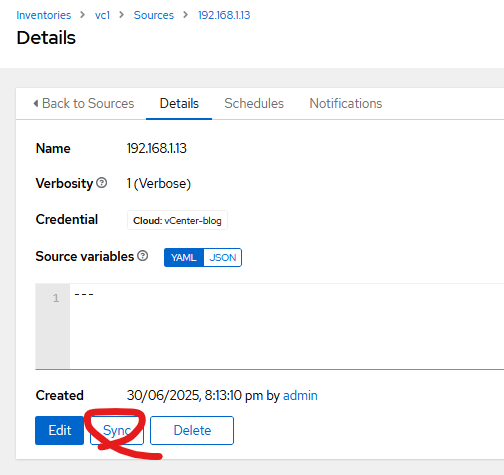 Inventories > vc1 > Sources > 192.168.1.13
Details
Back to Sources Details Schedules Notifications
Name 192.168.1.13
Verbosity 1 (Verbose)
Credential Cloud: vCenter-blog
Source variables YAML JSON
1 ---
Created 30/06/2025, 8:13:10 pm by admin
Edit Sync Delete